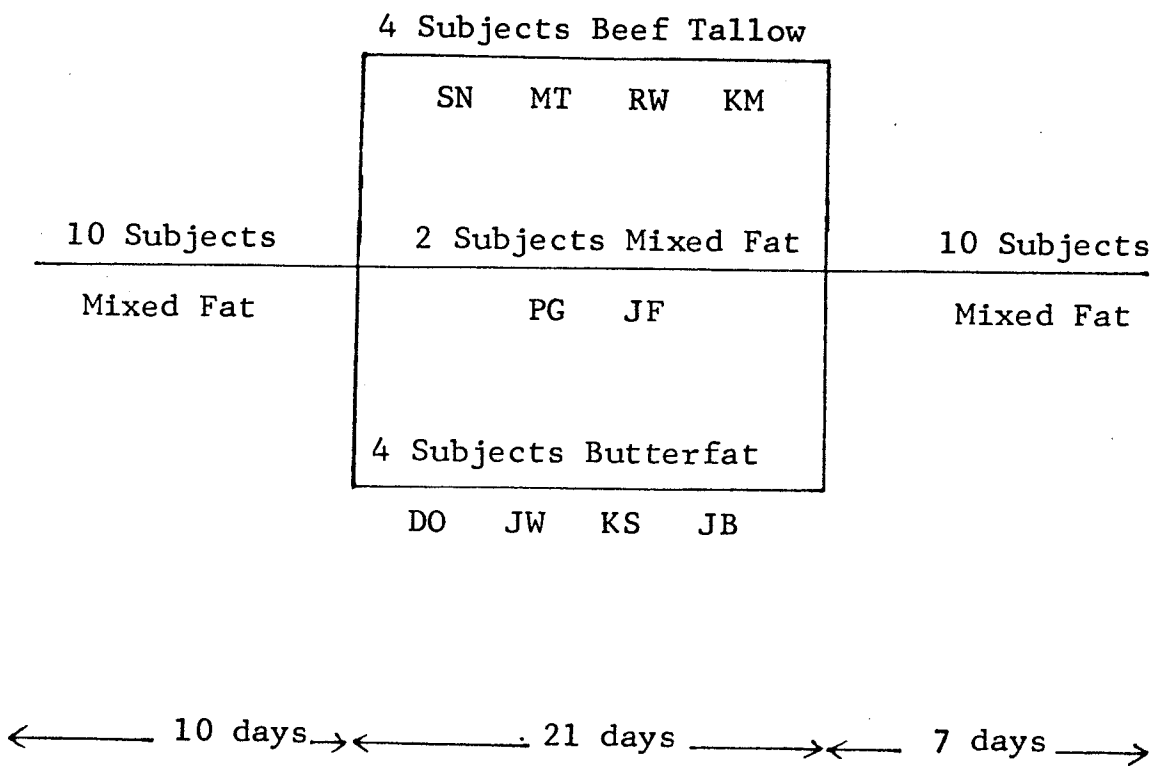 4 Subjects Beef Tallow
SN MT RW KM
10 Subjects
2 Subjects Mixed Fat
10 Subjects
Mixed Fat
PG JF
Mixed Fat
4 Subjects Butterfat
DO JW KS JB
10 days
21 days
7 days